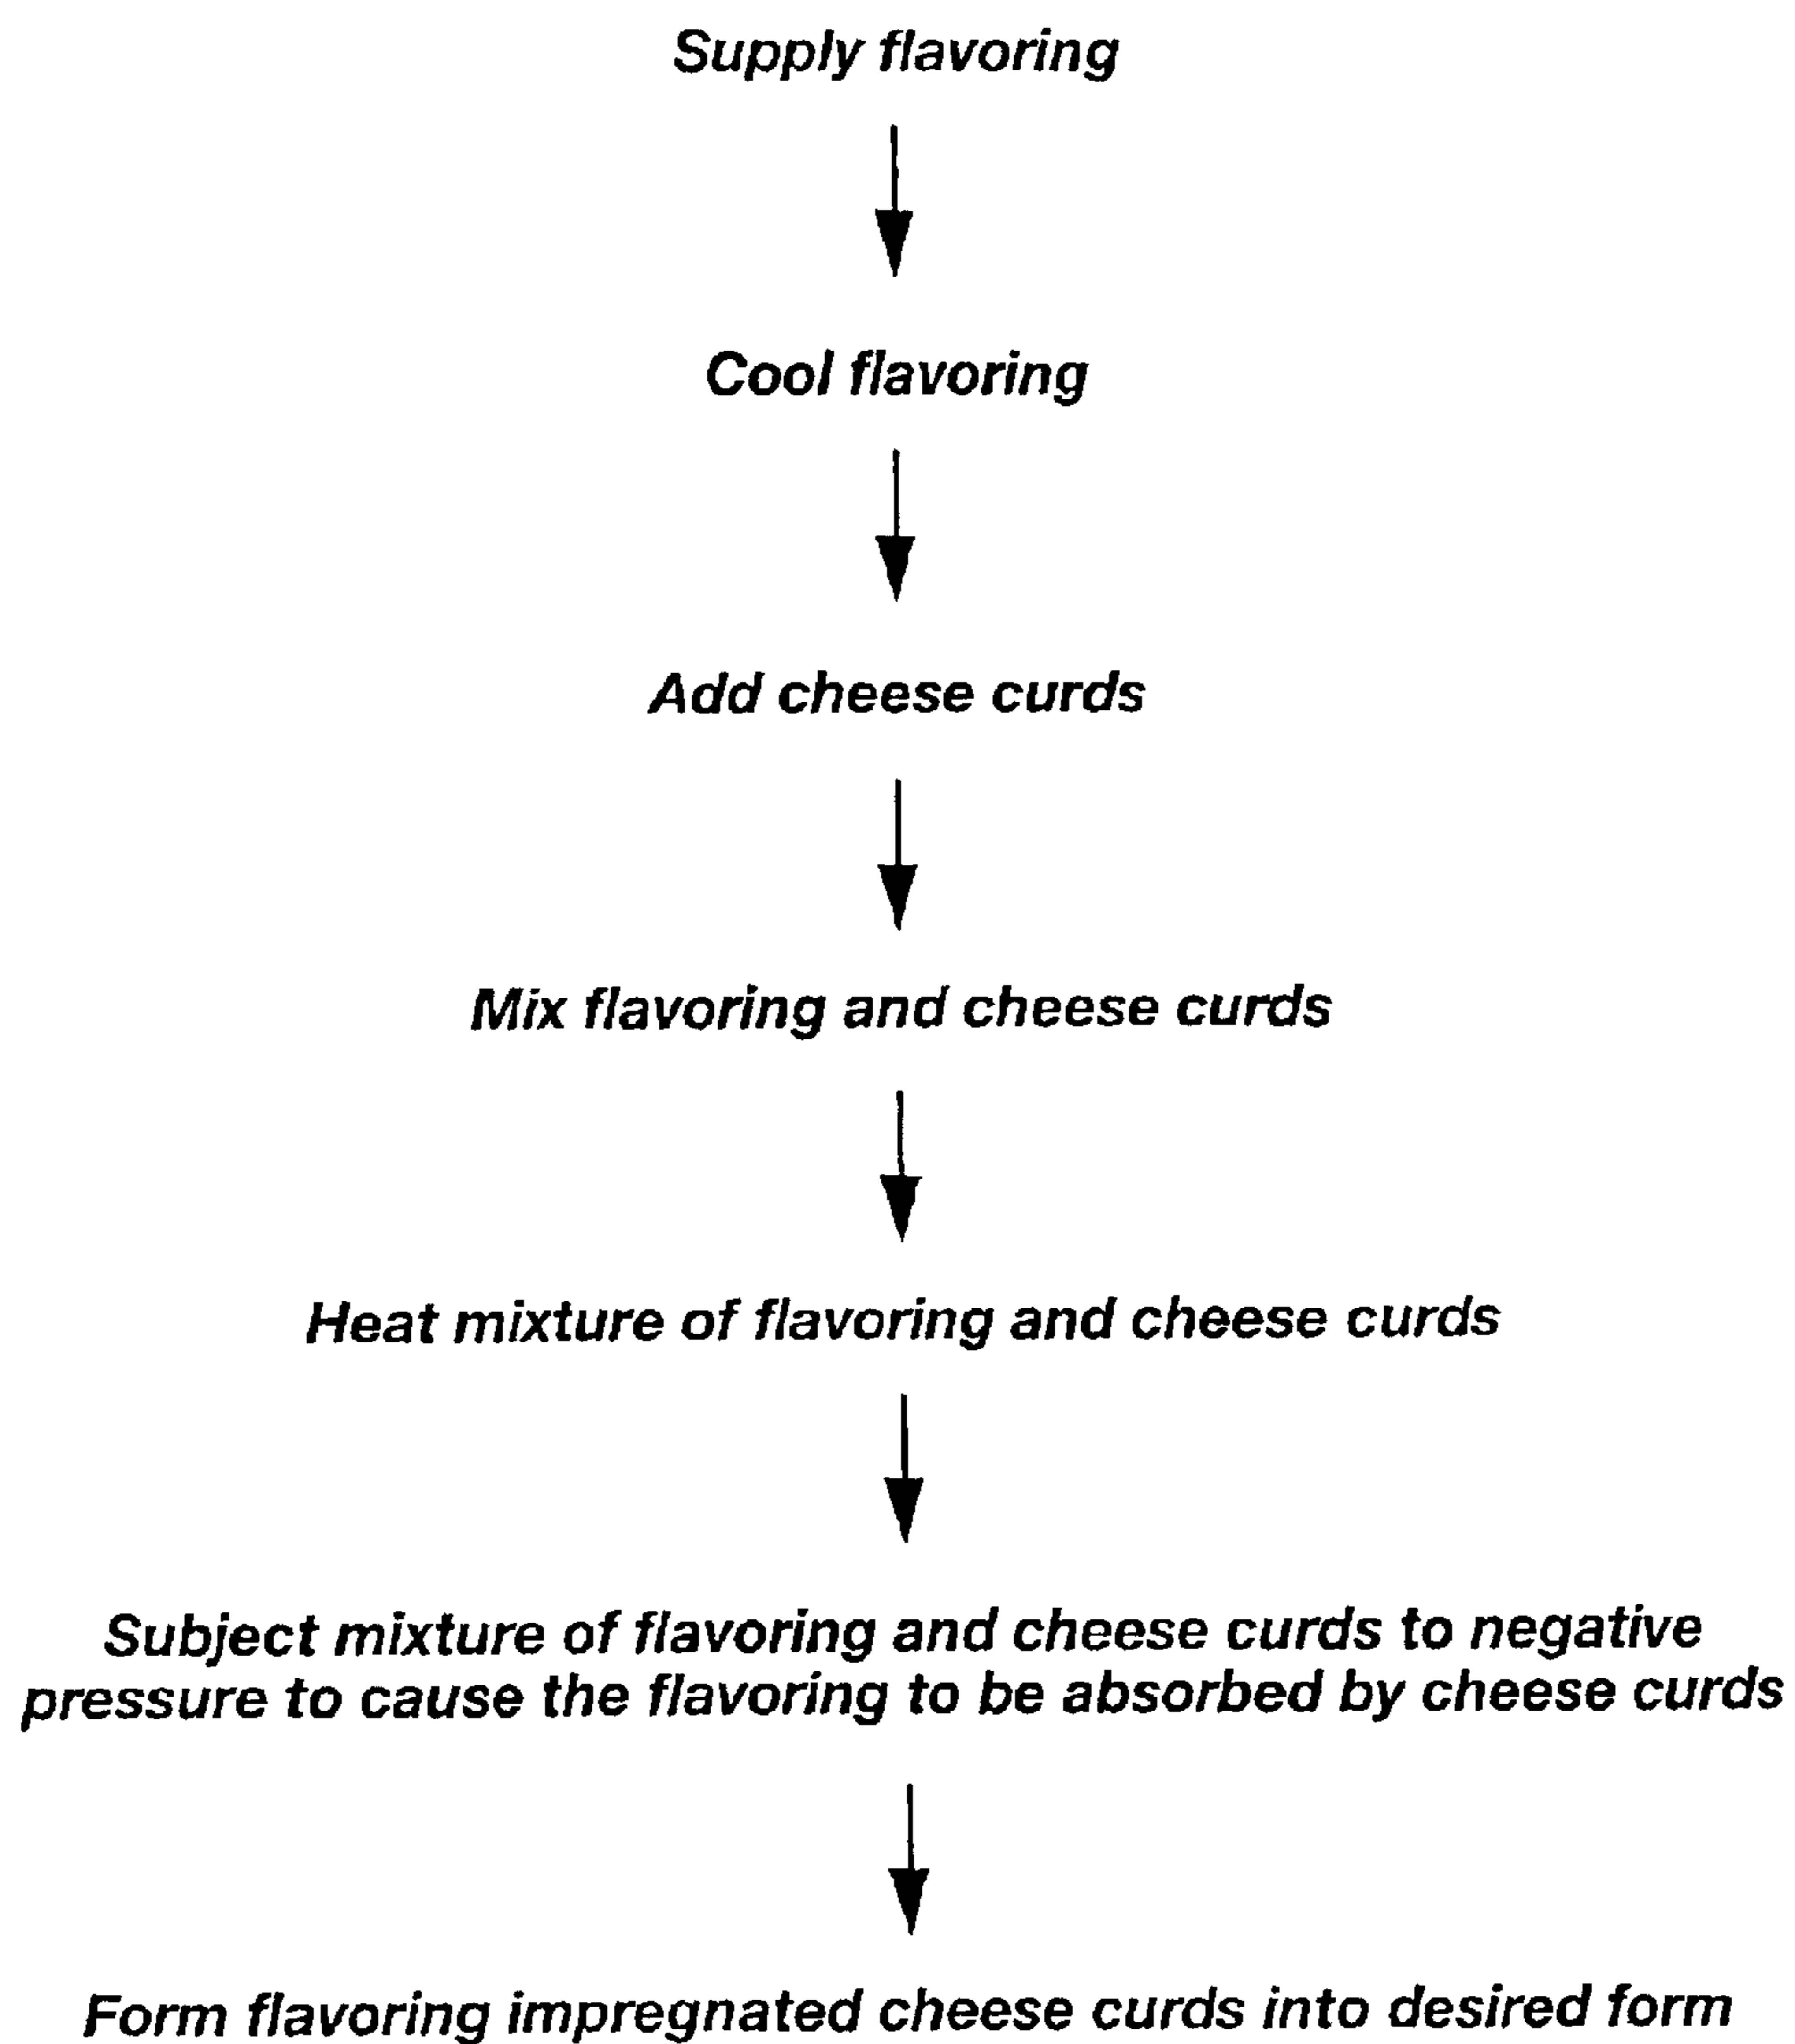 Supply flavoring
Cool flavoring
Add cheese curds
Mix flavoring and cheese curds
Heat mixture of flavoring and cheese curds
Subject mixture of flavoring and cheese curds to negative
pressure to cause the flavoring to be absorbed by cheese curds
Form flavoring impregnated cheese curds into desired form